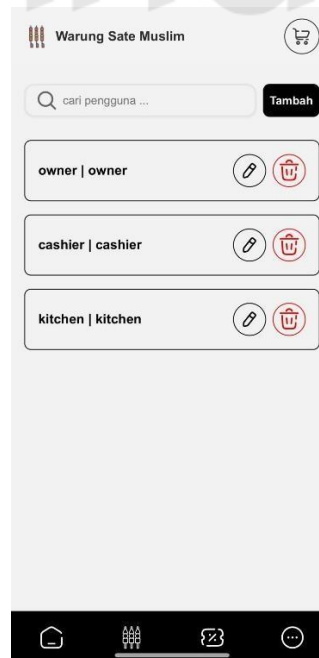 Warung Sate Muslim
cari pengguna ...
Tambah
owner | owner
cashier | cashier
kitchen | kitchen